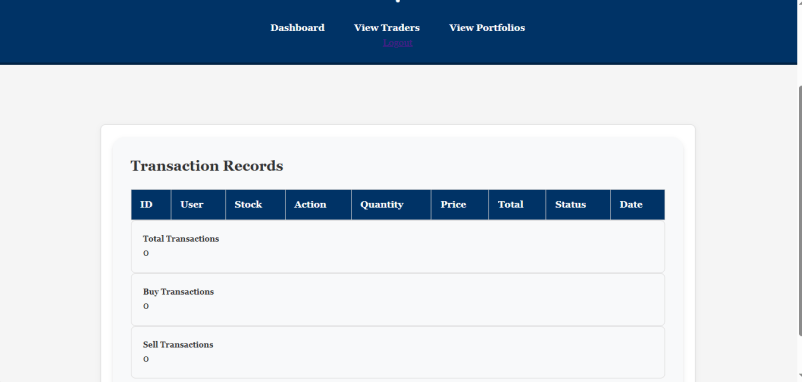 Dashboard View Traders View Portfolios
Logout
Transaction Records
ID User Stock Action Quantity Price Total Status Date
Total Transactions
0
Buy Transactions
0
Sell Transactions
0